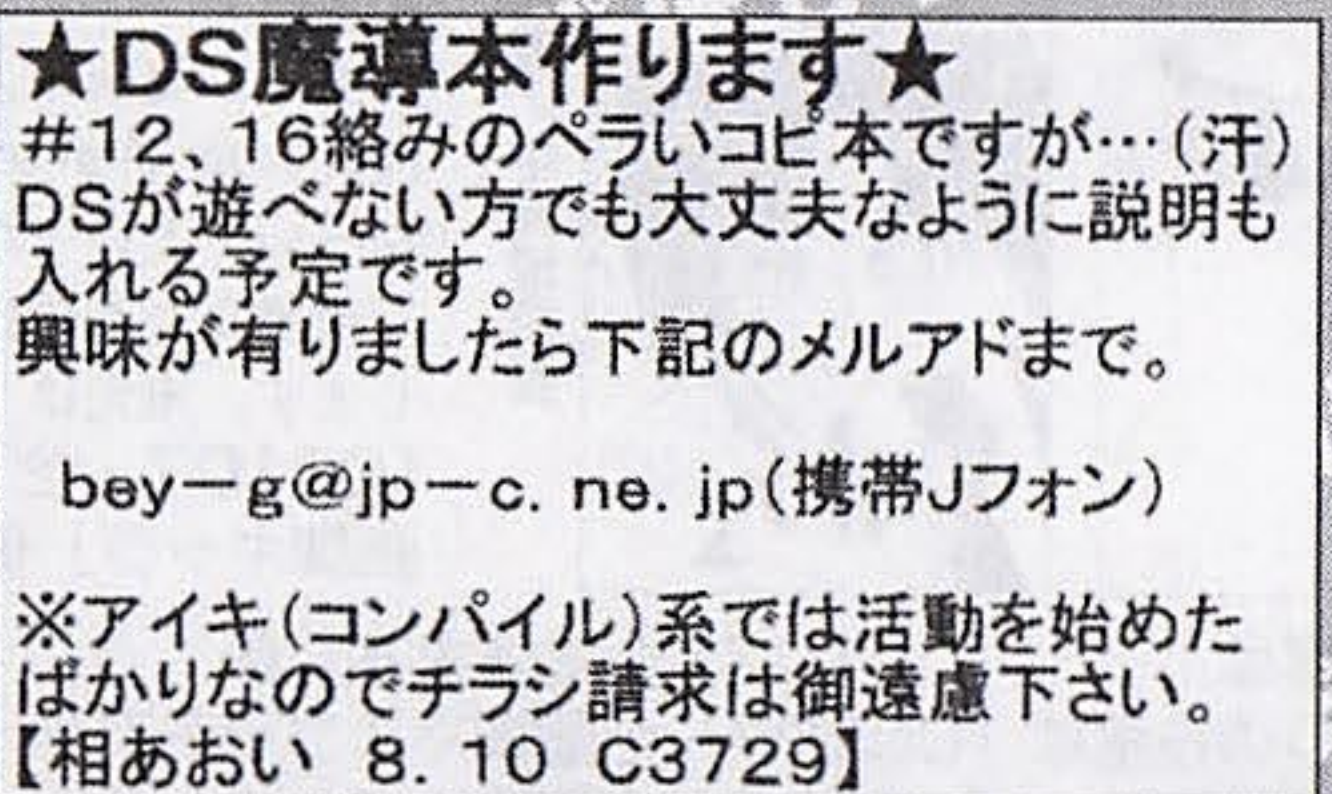 ★DS魔導本作ります★
#12、16絡みのペラいコピ本ですが…(汗)
DSが遊べない方でも大丈夫なように説明も
入れる予定です。
興味が有りましたら下記のメルアドまで。
bey－g@jp－c. ne. jp(携帯Jフォン)
※アイキ(コンパイル)系では活動を始めた
ばかりなのでチラシ請求は御遠慮下さい。
【相あおい 8. 10 C3729】